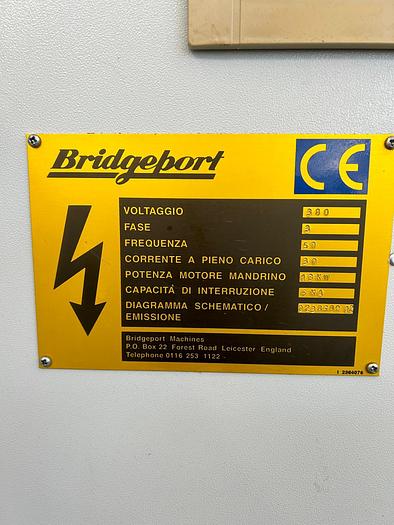 Bridgeport
CE
VOLTAGGIO 380
FASE 3
FREQUENZA 50
CORRENTE A PIENO CARICO 30
POTENZA MOTORE MANDRINO
CAPACITÀ DI INTERRUZIONE
DIAGRAMMA SCHEMATICO/
EMISSIONE
Bridgeport Machines
P.O. Box 22 Forest Road Leicester England
Telephone 0116 253 1122